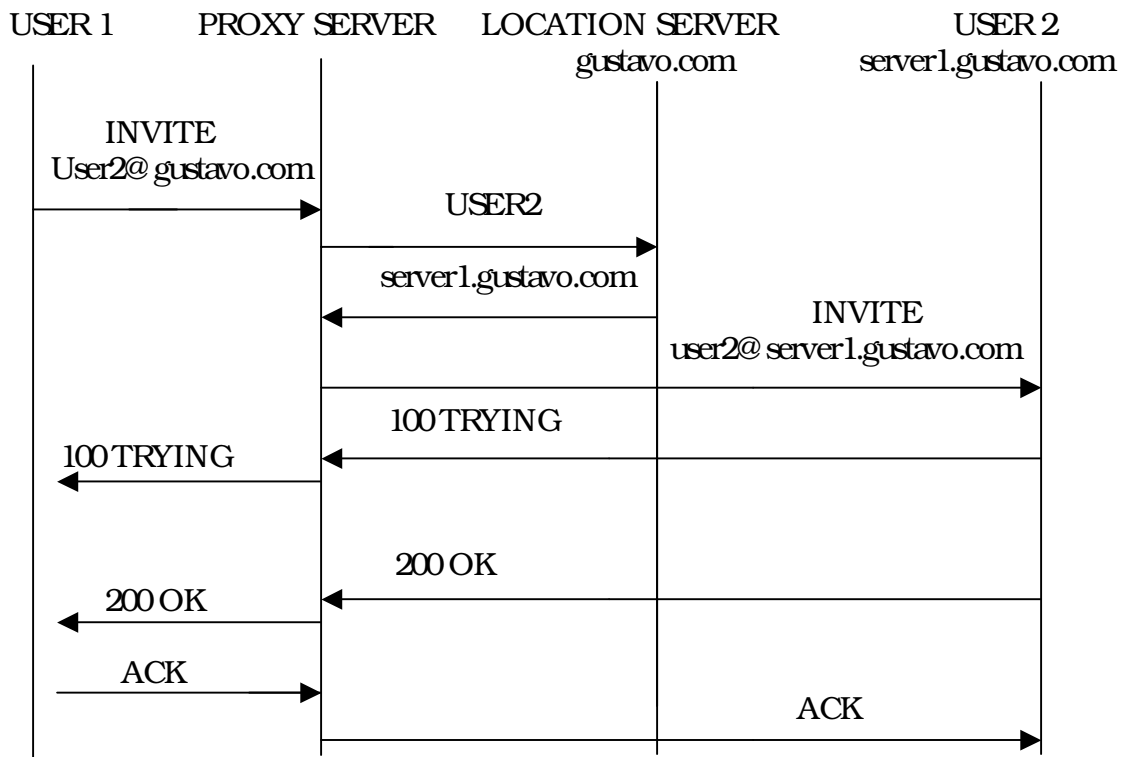 USER 1 PROXY SERVER LOCATION SERVER USER 2
gustavo.com server1.gustavo.com
INVITE
User2@gustavo.com
USER2
server1.gustavo.com
INVITE
user2@server1.gustavo.com
100 TRYING
100 TRYING
200 OK
200 OK
ACK
ACK